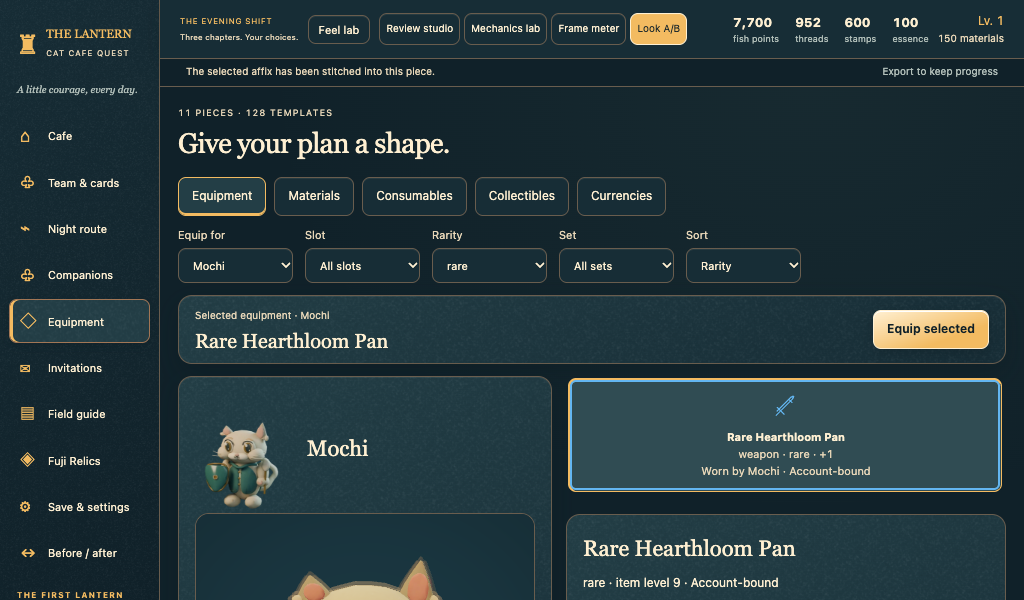 THE LANTERN
CAT CAFE QUEST
A little courage, every day.
Cafe
Team & cards
Night route
Companions
Equipment
Invitations
Field guide
Fuji Relics
Save & settings
Before / after
THE FIRST LANTERN
THE EVENING SHIFT
Three chapters. Your choices.
Feel lab
Review studio
Mechanics lab
Frame meter
Look A/B
7,700
fish points
952
threads
600
stamps
100
essence
Lv. 1
150 materials
The selected affix has been stitched into this piece.
Export to keep progress
11 PIECES · 128 TEMPLATES
Give your plan a shape.
Equipment
Materials
Consumables
Collectibles
Currencies
Equip for
Slot
Rarity
Set
Sort
Mochi
All slots
rare
All sets
Rarity
Selected equipment · Mochi
Rare Hearthloom Pan
Equip selected
Mochi
Rare Hearthloom Pan
weapon · rare · +1
Worn by Mochi · Account-bound
Rare Hearthloom Pan
rare · item level 9 · Account-bound